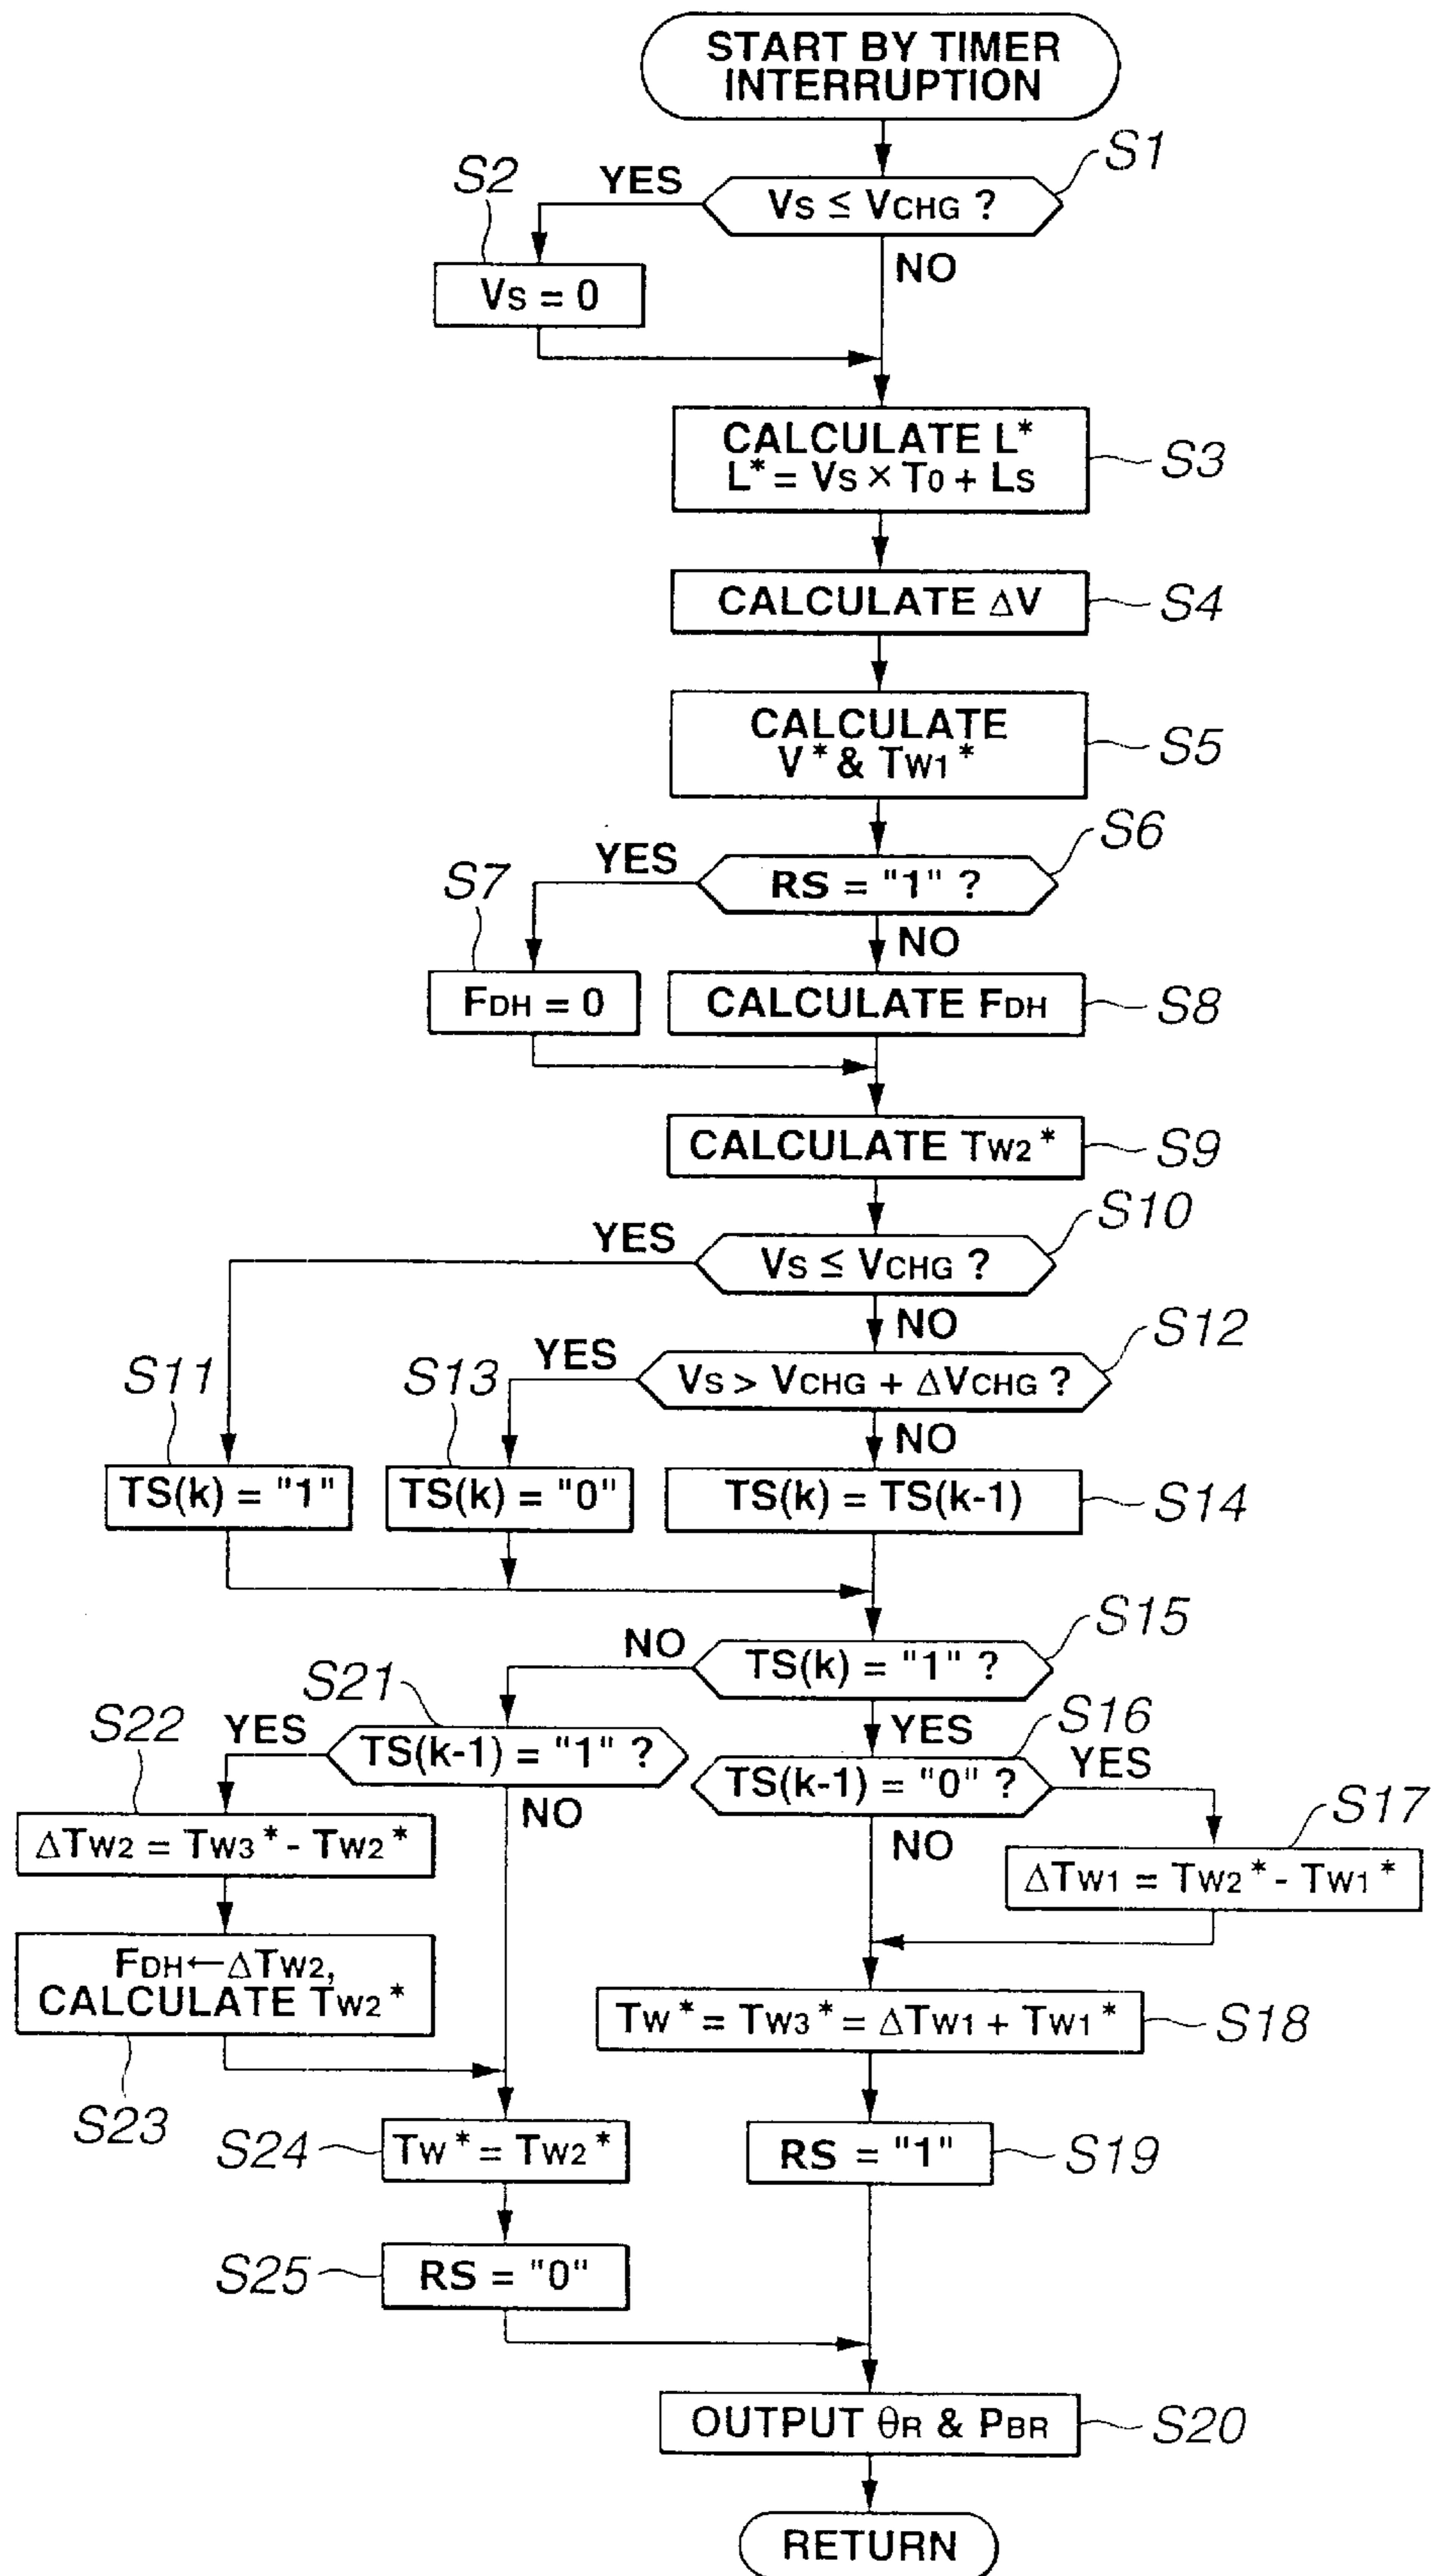 START BY TIMER
INTERRUPTION
S1
S2
YES
VS ≤ VCHG ?
NO
VS = 0
CALCULATE L*
L* = VS × T0 + LS
S3
CALCULATE ΔV
S4
CALCULATE
V* & TW1*
S5
S6
YES
S7
RS = "1" ?
NO
FDH = 0
CALCULATE FDH
S8
CALCULATE TW2*
S9
S10
YES
VS ≤ VCHG ?
NO
S12
YES
S11
S13
VS > VCHG + ΔVCHG ?
NO
TS(k) = "1"
TS(k) = "0"
TS(k) = TS(k-1)
S14
S15
NO
TS(k) = "1" ?
S21
S22
YES
YES
S16
TS(k-1) = "1" ?
TS(k-1) = "0" ?
YES
S17
NO
NO
ΔTW2 = TW3* - TW2*
ΔTW1 = TW2* - TW1*
FDH←ΔTW2,
CALCULATE TW2*
TW* = TW3* = ΔTW1 + TW1*
S18
S23
S24
TW* = TW2*
RS = "1"
S19
S25
RS = "0"
OUTPUT θR & PBR
S20
RETURN